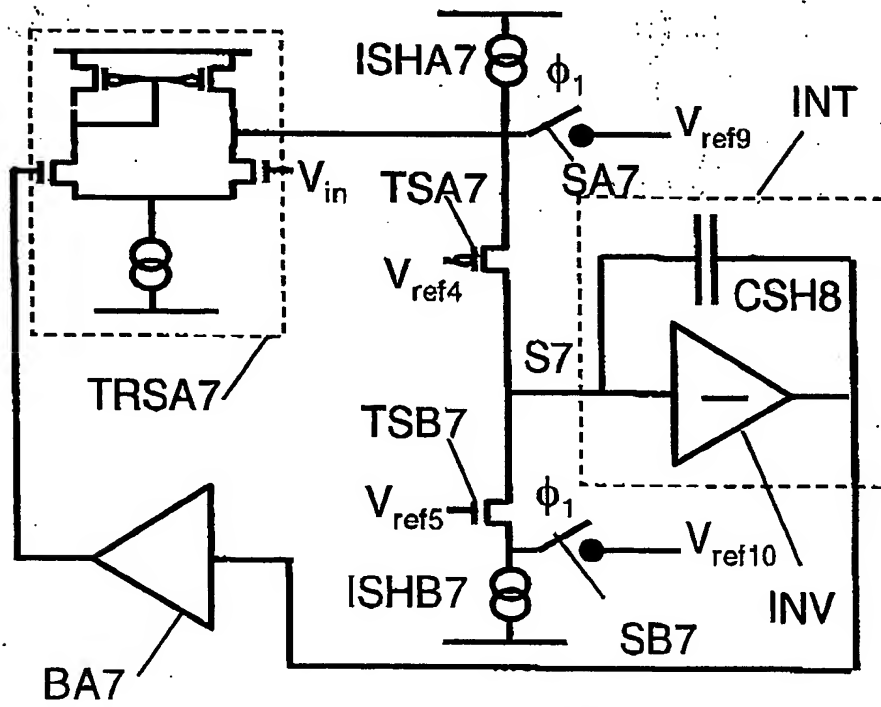 ISHA7
ϕ1
INT
Vref9
SA7
Vin
TSA7
Vref4
CSH8
S7
TRSA7
TSB7
Vref5
ϕ1
Vref10
ISHB7
INV
SB7
BA7